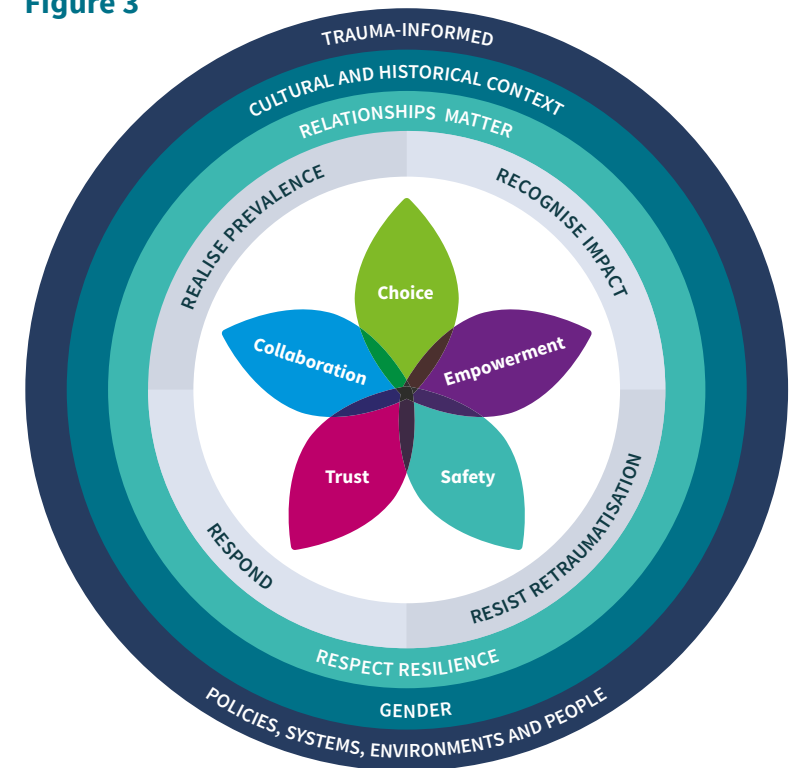 Figure 3
TRAUMA-INFORMED
CULTURAL AND HISTORICAL CONTEXT
RELATIONSHIPS MATTER
REALISE PREVALENCE
RECOGNISE IMPACT
Choice
Collaboration
Empowerment
Trust
Safety
RESPOND
RESIST RETRAUMATISATION
RESPECT RESILIENCE
GENDER
POLICIES, SYSTEMS, ENVIRONMENTS AND PEOPLE